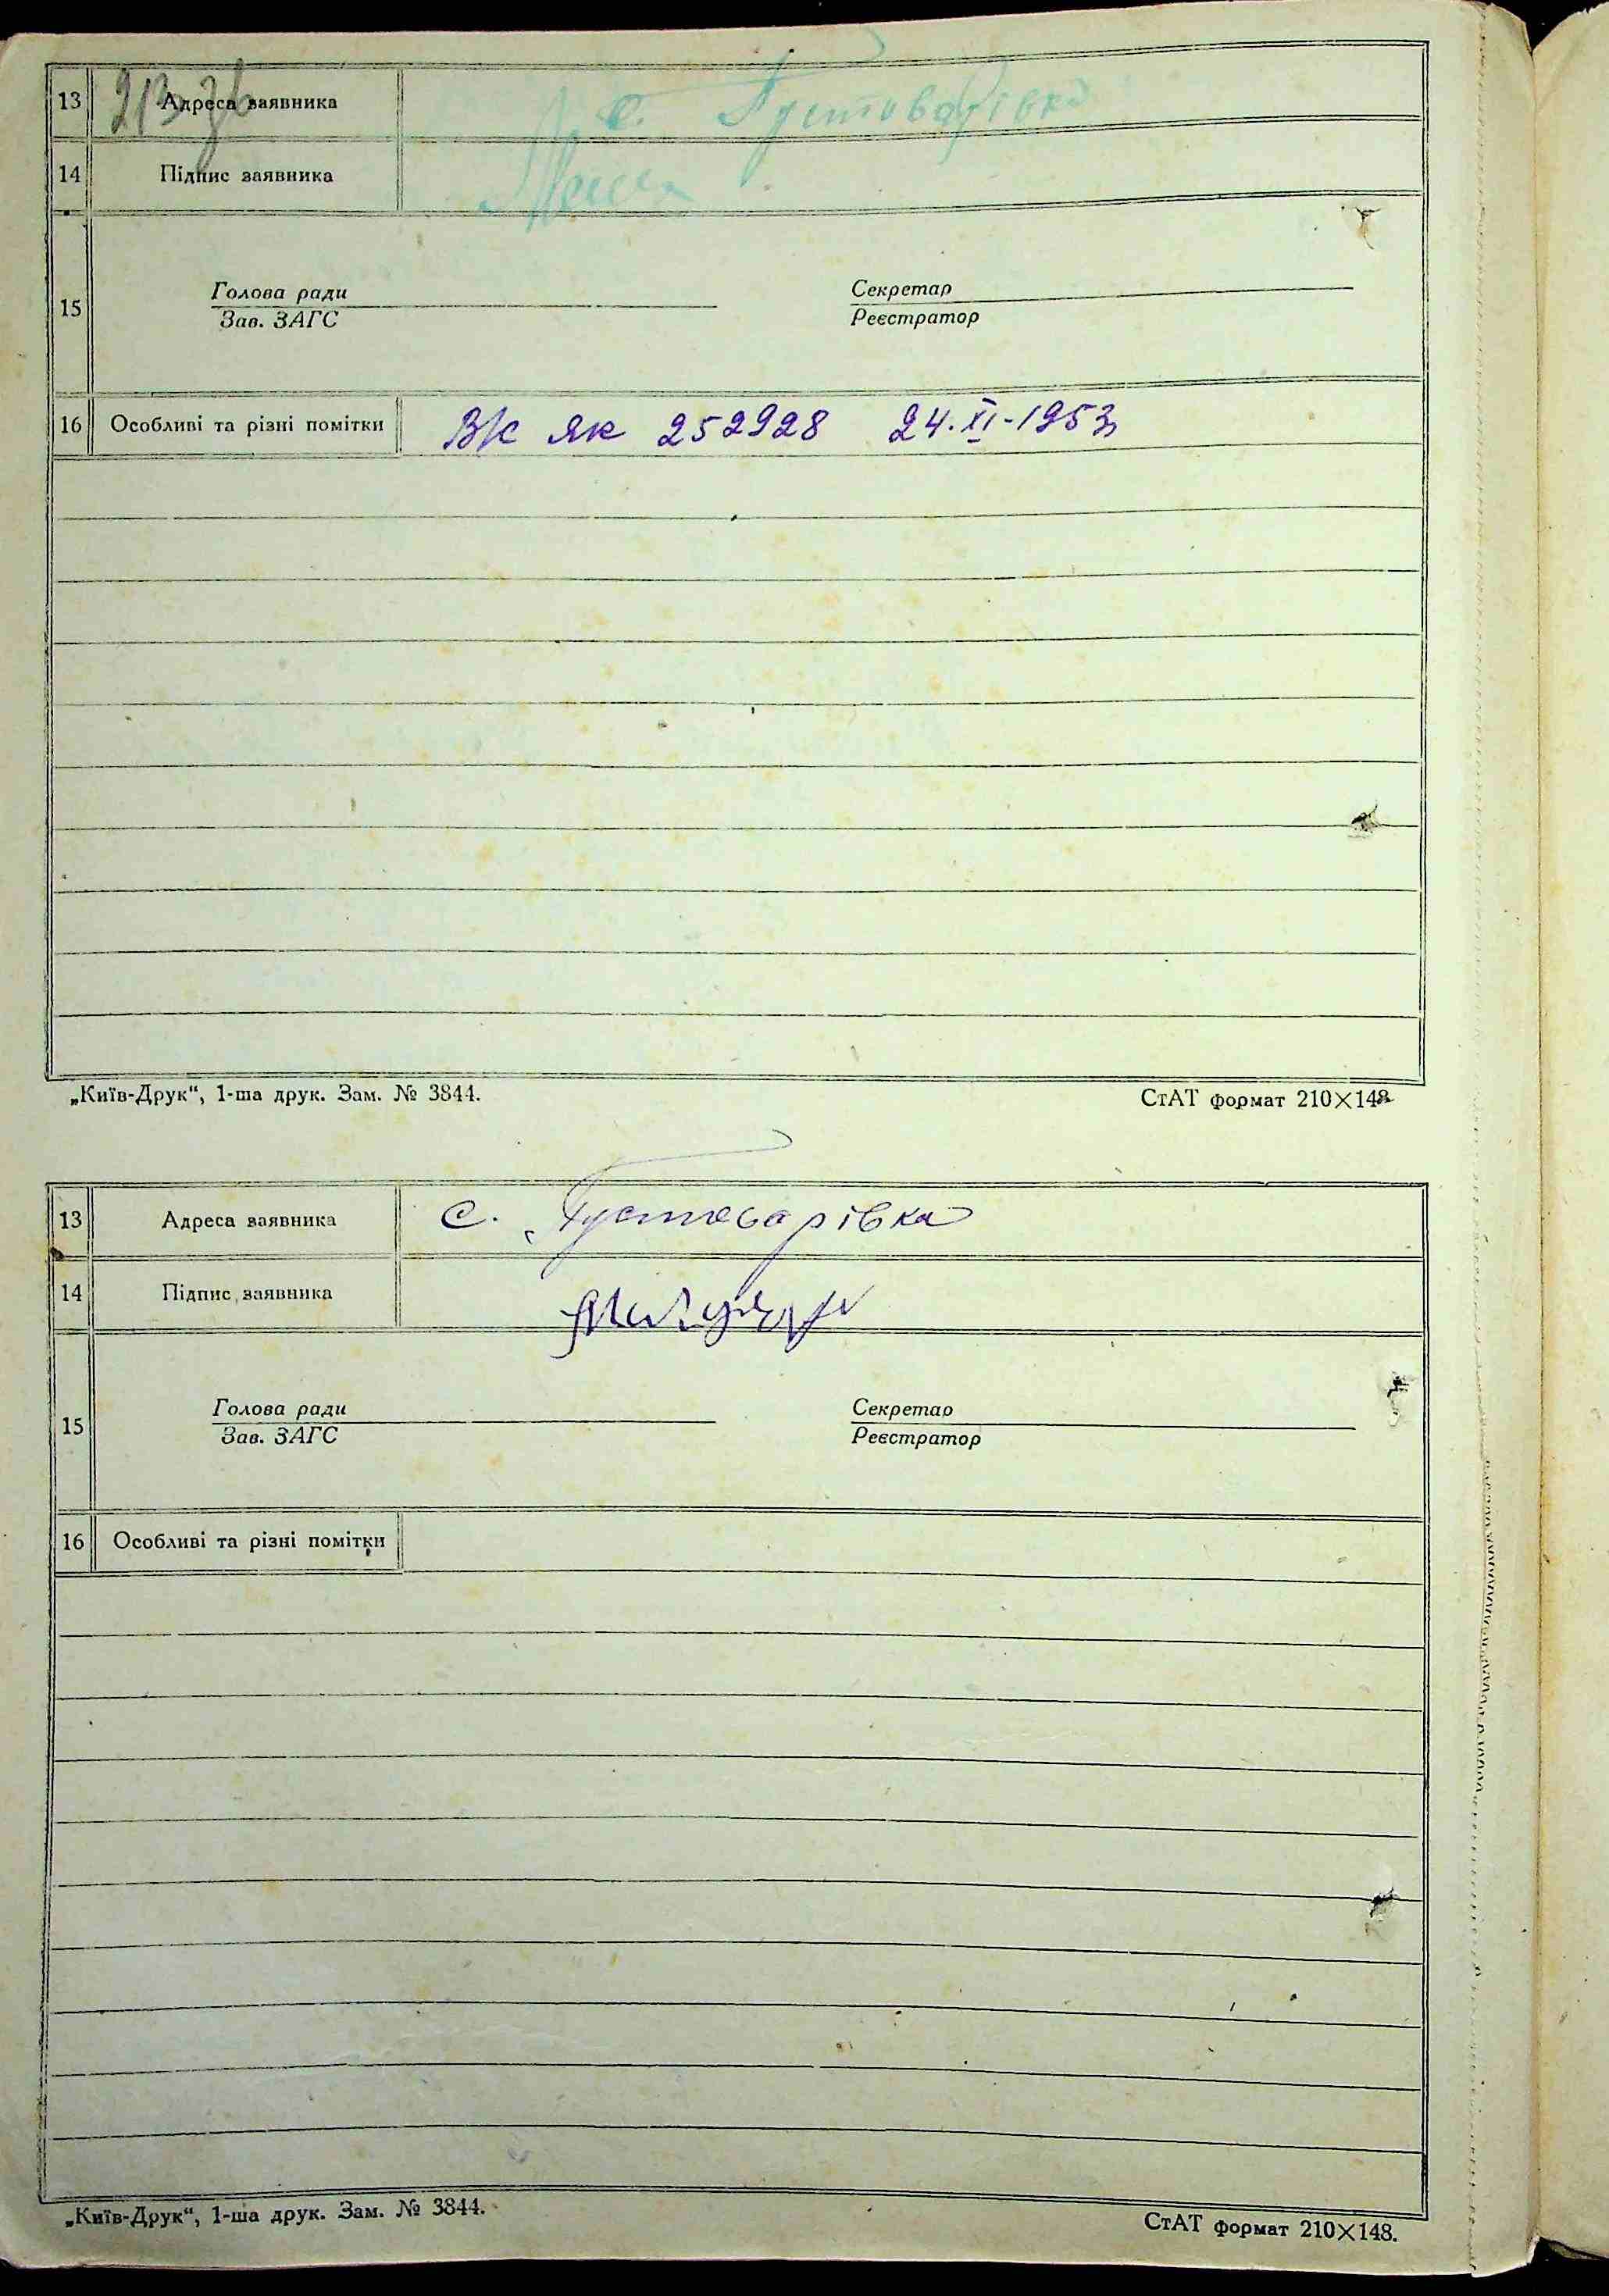 13 Адреса заявника с. Густоварівка
14 Підпис заявника
15 Голова ради Секретар
Зав. ЗАГС Реєстратор
16 Особливі та різні помітки В/с як 252928 24.XI-1953
„Київ-Друк“, 1-ша друк. Зам. № 3844. СтАТ формат 210×148
13 Адреса заявника с. Густоварівка
14 Підпис заявника
15 Голова ради Секретар
Зав. ЗАГС Реєстратор
16 Особливі та різні помітки
„Київ-Друк“, 1-ша друк. Зам. № 3844. СтАТ формат 210×148.